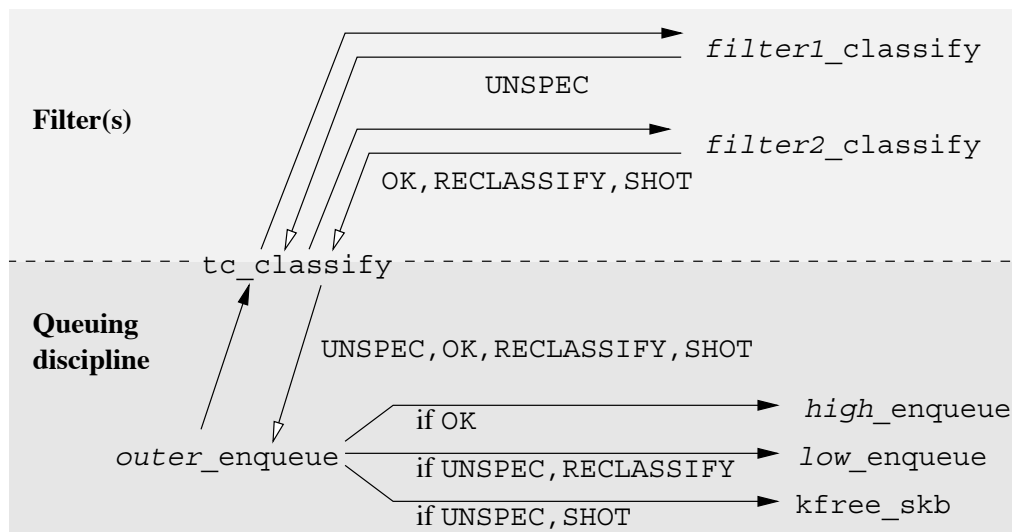 filter1_classify
UNSPEC
Filter(s)
filter2_classify
OK,RECLASSIFY,SHOT
tc_classify
Queuing
discipline
UNSPEC,OK,RECLASSIFY,SHOT
high_enqueue
if OK
outer_enqueue
low_enqueue
if UNSPEC,RECLASSIFY
kfree_skb
if UNSPEC,SHOT